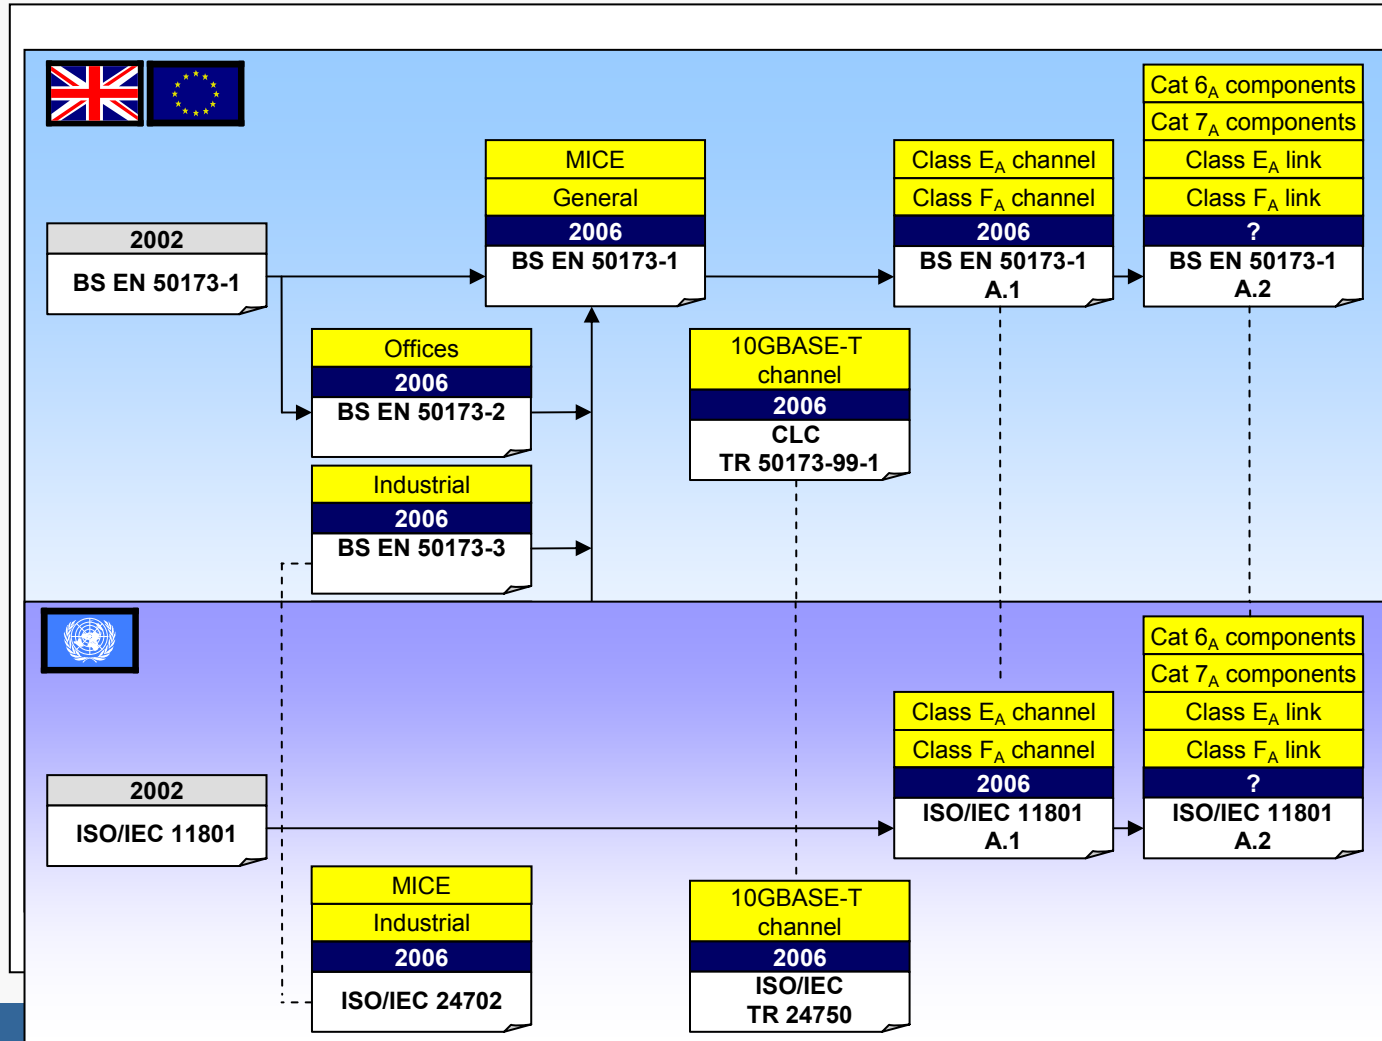 Cat 6A components
Cat 7A components
Class EA link
Class FA link
?
BS EN 50173-1
A.2
Class EA channel
Class FA channel
2006
BS EN 50173-1
A.1
MICE
General
2006
BS EN 50173-1
2002
BS EN 50173-1
Offices
2006
BS EN 50173-2
10GBASE-T
channel
2006
CLC
TR 50173-99-1
Industrial
2006
BS EN 50173-3
Cat 6A components
Cat 7A components
Class EA link
Class FA link
?
ISO/IEC 11801
A.2
Class EA channel
Class FA channel
2006
ISO/IEC 11801
A.1
2002
ISO/IEC 11801
MICE
Industrial
2006
ISO/IEC 24702
10GBASE-T
channel
2006
ISO/IEC
TR 24750